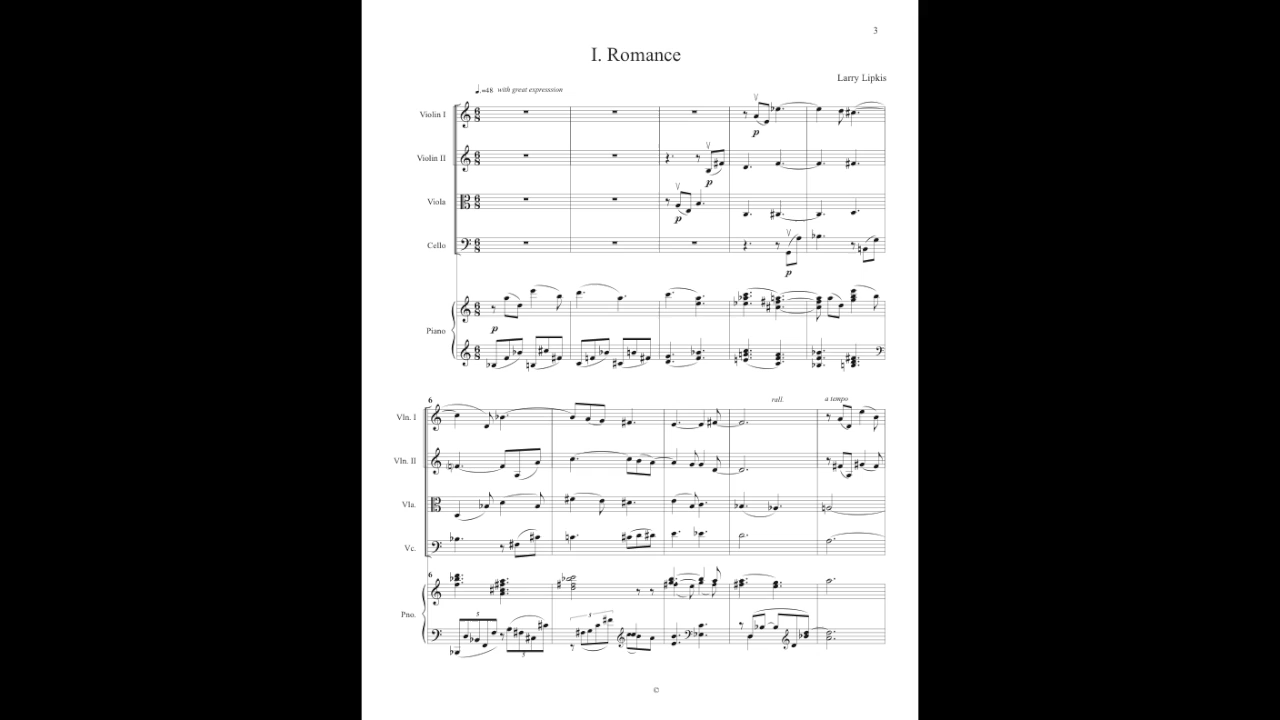 3
I. Romance
Larry Lipkis
♩.=48 with great expresssion
Violin I
p
Violin II
p
Viola
p
Cello
p
Piano
p
6
rall.
a tempo
Vln. I
Vln. II
Vla.
Vc.
6
Pno.
5
5
3
©